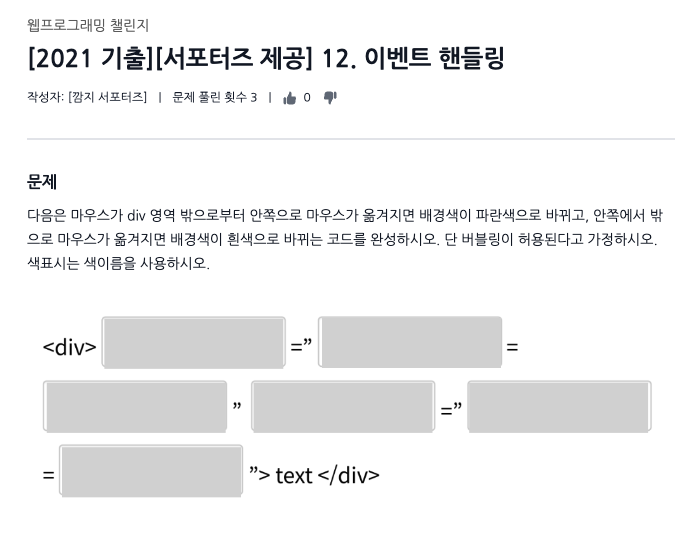 웹프로그래밍 챌린지
[2021 기출][서포터즈 제공] 12. 이벤트 핸들링
작성자: [깜지 서포터즈] | 문제 풀린 횟수 3 | 0
문제
다음은 마우스가 div 영역 밖으로부터 안쪽으로 마우스가 옮겨지면 배경색이 파란색으로 바뀌고, 안쪽에서 밖
으로 마우스가 옮겨지면 배경색이 흰색으로 바뀌는 코드를 완성하시오. 단 버블링이 허용된다고 가정하시오.
색표시는 색이름을 사용하시오.
<div> =” =
” =”
= ”> text </div>